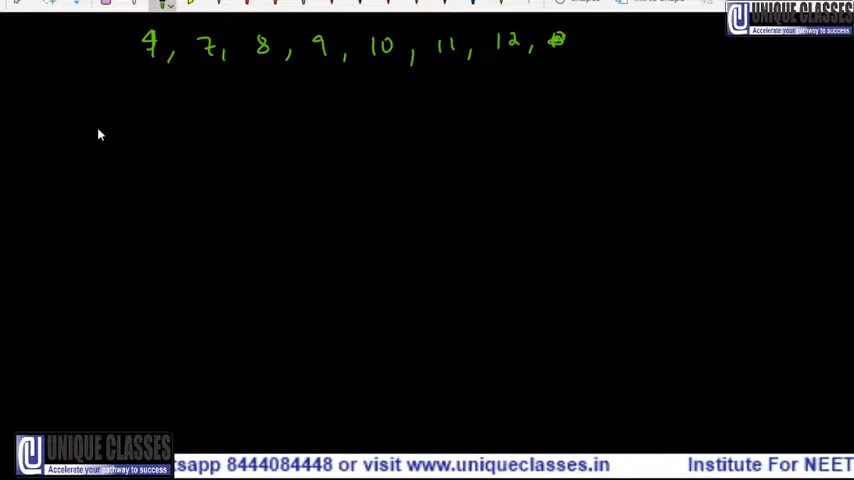 UNIQUE CLASSES
Accelerate your pathway to success
4, 7, 8, 9, 10, 11, 12,
UNIQUE CLASSES
Accelerate your pathway to success
tsapp 8444084448 or visit www.uniqueclasses.in Institute For NEET